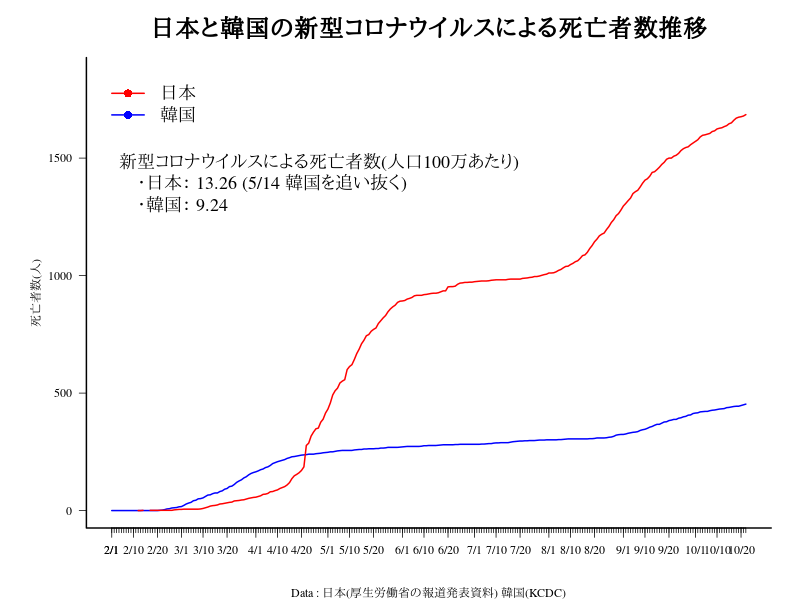 日本と韓国の新型コロナウイルスによる死亡者数推移
日本
韓国
新型コロナウイルスによる死亡者数(人口100万あたり)
・日本： 13.26 (5/14 韓国を追い抜く)
・韓国： 9.24
死亡者数(人)
1500
1000
500
0
2/1 2/10 2/20 3/1 3/10 3/20 4/1 4/10 4/20 5/1 5/10 5/20 6/1 6/10 6/20 7/1 7/10 7/20 8/1 8/10 8/20 9/1 9/10 9/20 10/1 10/10 10/20
Data : 日本(厚生労働省の報道発表資料) 韓国(KCDC)